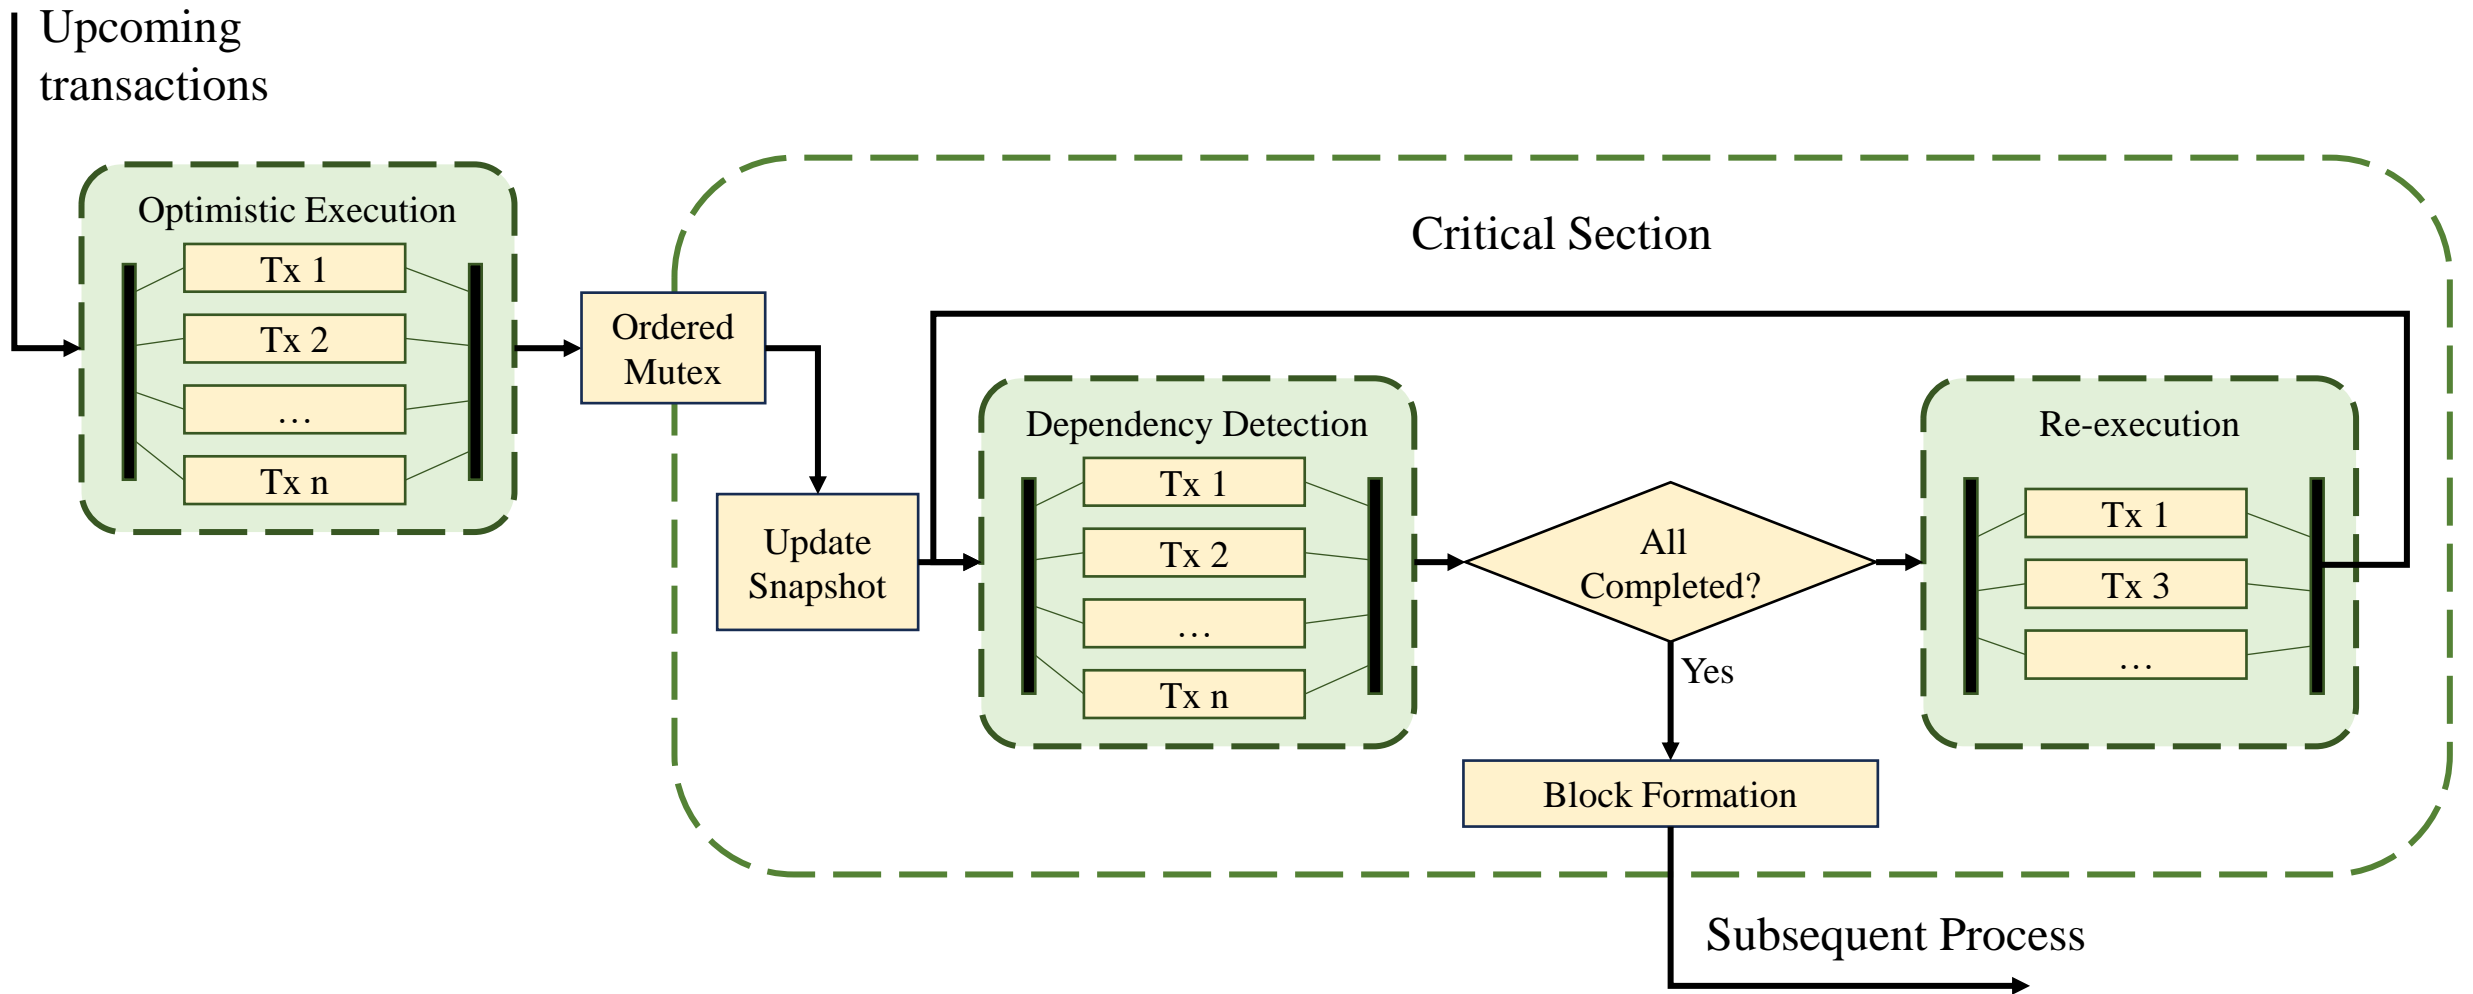 Upcoming
transactions
Optimistic Execution
Tx 1
Tx 2
…
Tx n
Ordered
Mutex
Critical Section
Update
Snapshot
Dependency Detection
Tx 1
Tx 2
…
Tx n
All
Completed?
Yes
Re-execution
Tx 1
Tx 3
…
Block Formation
Subsequent Process